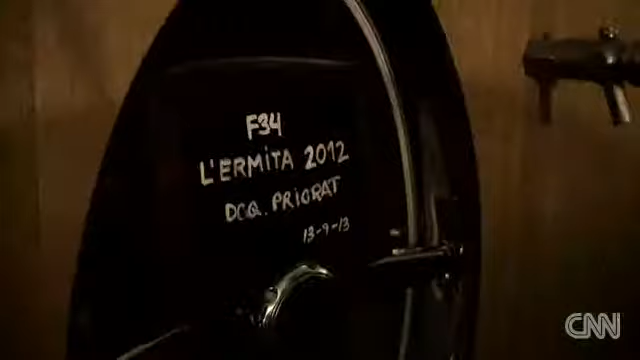 F34
L'ERMiTA 2012
DOQ. PRiORAT
13-9-13
CNN